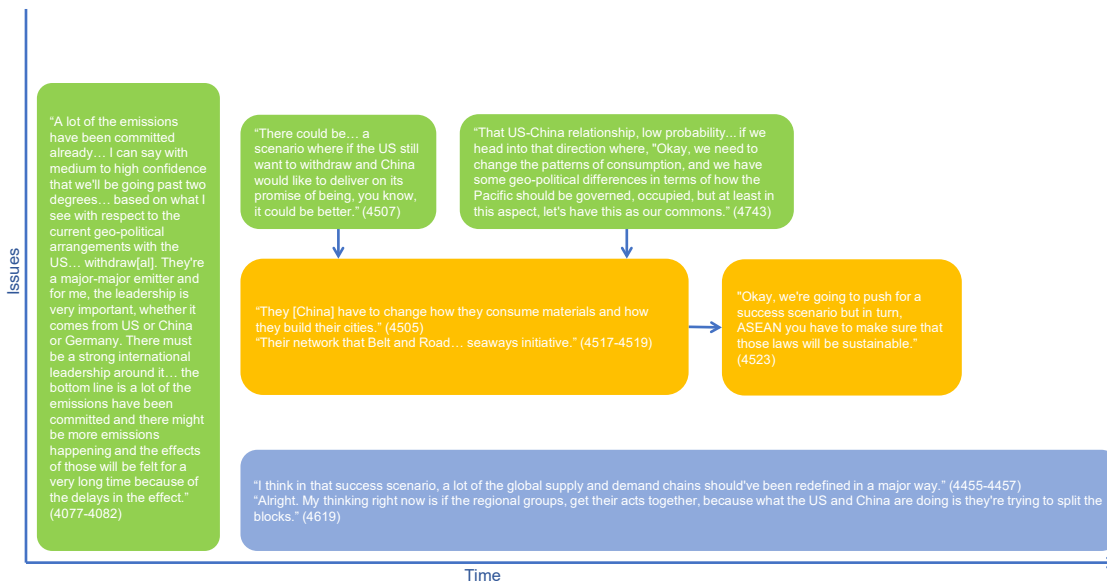 Issues
“A lot of the emissions
have been committed
already… I can say with
medium to high confidence
that we'll be going past two
degrees… based on what I
see with respect to the
current geo-political
arrangements with the
US… withdraw[al]. They're
a major-major emitter and
for me, the leadership is
very important, whether it
comes from US or China
or Germany. There must
be a strong international
leadership around it… the
bottom line is a lot of the
emissions have been
committed and there might
be more emissions
happening and the effects
of those will be felt for a
very long time because of
the delays in the effect.”
(4077-4082)
“There could be… a
scenario where if the US still
want to withdraw and China
would like to deliver on its
promise of being, you know,
it could be better.” (4507)
“That US-China relationship, low probability... if we
head into that direction where, "Okay, we need to
change the patterns of consumption, and we have
some geo-political differences in terms of how the
Pacific should be governed, occupied, but at least in
this aspect, let's have this as our commons.” (4743)
“They [China] have to change how they consume materials and how
they build their cities.” (4505)
“Their network that Belt and Road… seaways initiative.” (4517-4519)
"Okay, we're going to push for a
success scenario but in turn,
ASEAN you have to make sure that
those laws will be sustainable.”
(4523)
“I think in that success scenario, a lot of the global supply and demand chains should've been redefined in a major way.” (4455-4457)
“Alright. My thinking right now is if the regional groups, get their acts together, because what the US and China are doing is they're trying to split the
blocks.” (4619)
Time